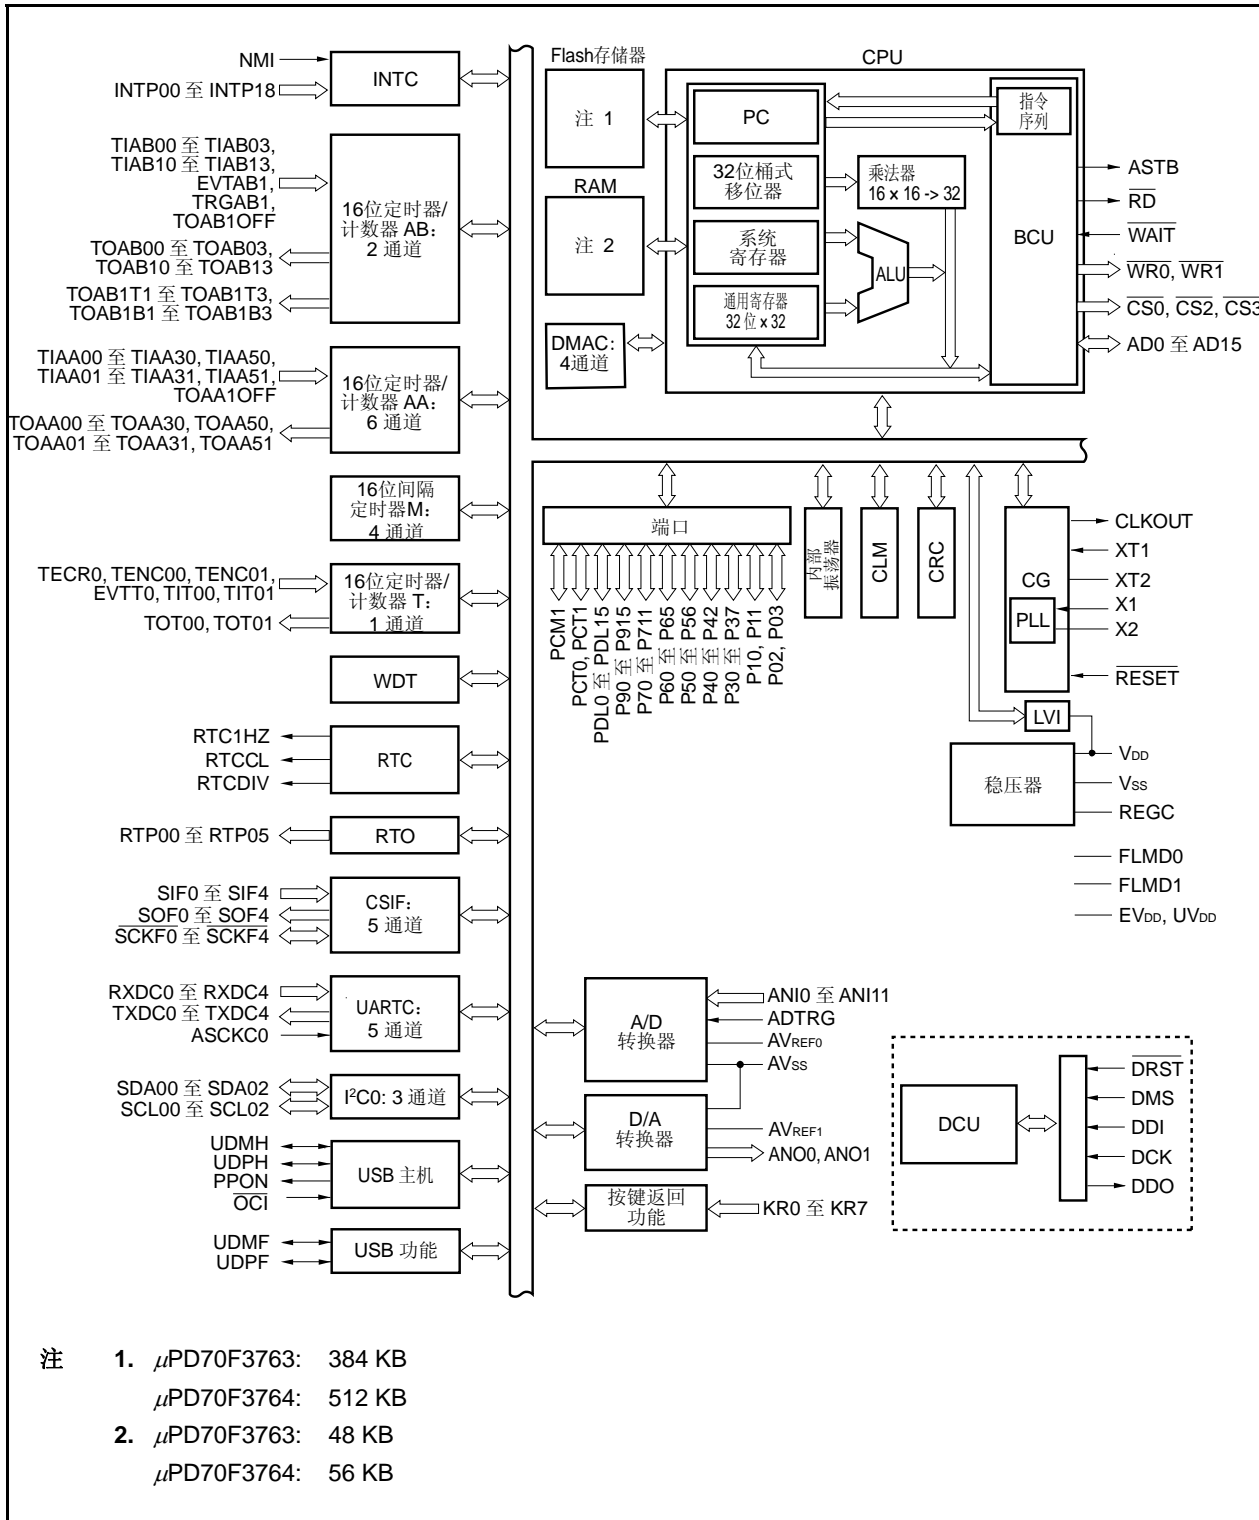 NMI
INTP00 至 INTP18
INTC
TIAB00 至 TIAB03,
TIAB10 至 TIAB13,
EVTAB1,
TRGAB1,
TOAB1OFF
TOAB00 至 TOAB03,
TOAB10 至 TOAB13
TOAB1T1 至 TOAB1T3,
TOAB1B1 至 TOAB1B3
16位定时器/
计数器 AB：
2 通道
TIAA00 至 TIAA30, TIAA50,
TIAA01 至 TIAA31, TIAA51,
TOAA1OFF
TOAA00 至 TOAA30, TOAA50,
TOAA01 至 TOAA31, TOAA51
16位定时器/
计数器 AA：
6 通道
16位间隔
定时器M：
4 通道
TECR0, TENC00, TENC01,
EVTT0, TIT00, TIT01
TOT00, TOT01
16位定时器/
计数器 T：
1 通道
WDT
RTC1HZ
RTCCL
RTCDIV
RTC
RTP00 至 RTP05
RTO
SIF0 至 SIF4
SOF0 至 SOF4
SCKF0 至 SCKF4
CSIF：
5 通道
RXDC0 至 RXDC4
TXDC0 至 TXDC4
ASCKC0
UARTC：
5 通道
SDA00 至 SDA02
SCL00 至 SCL02
I²C0: 3 通道
UDMH
UDPH
PPON
OCI
USB 主机
UDMF
UDPF
USB 功能
Flash存储器
注 1
RAM
注 2
DMAC：
4通道
CPU
PC
32位桶式
移位器
系统
寄存器
通用寄存器
32位 x 32
乘法器
16 x 16 -> 32
ALU
指令
序列
BCU
ASTB
RD
WAIT
WR0, WR1
CS0, CS2, CS3
AD0 至 AD15
端口
PCM1
PCT0, PCT1
PDL0 至 PDL15
P90 至 P915
P70 至 P711
P60 至 P65
P50 至 P56
P40 至 P42
P30 至 P37
P10, P11
P02, P03
内部
振荡器
CLM
CRC
CG
PLL
CLKOUT
XT1
XT2
X1
X2
RESET
LVI
稳压器
VDD
VSS
REGC
FLMD0
FLMD1
EVDD, UVDD
A/D
转换器
ANI0 至 ANI11
ADTRG
AVREF0
AVSS
D/A
转换器
AVREF1
ANO0, ANO1
按键返回
功能
KR0 至 KR7
DCU
DRST
DMS
DDI
DCK
DDO
注 1. μPD70F3763: 384 KB
μPD70F3764: 512 KB
2. μPD70F3763: 48 KB
μPD70F3764: 56 KB